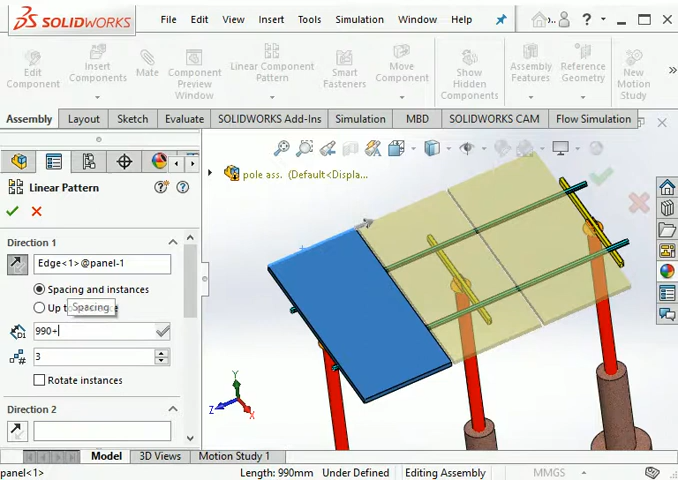 SOLIDWORKS
File Edit View Insert Tools Simulation Window Help
?
Edit Component
Insert Components
Mate
Component Preview Window
Linear Component Pattern
Smart Fasteners
Move Component
Show Hidden Components
Assembly Features
Reference Geometry
New Motion Study
Assembly Layout Sketch Evaluate SOLIDWORKS Add-Ins Simulation MBD SOLIDWORKS CAM Flow Simulation
pole ass. (Default<Displa...
Linear Pattern
Direction 1
Edge<1>@panel-1
Spacing and instances
Spacing
D1
990+
3
Rotate instances
Direction 2
Y
Z
X
Model 3D Views Motion Study 1
panel<1> Length: 990mm Under Defined Editing Assembly MMGS